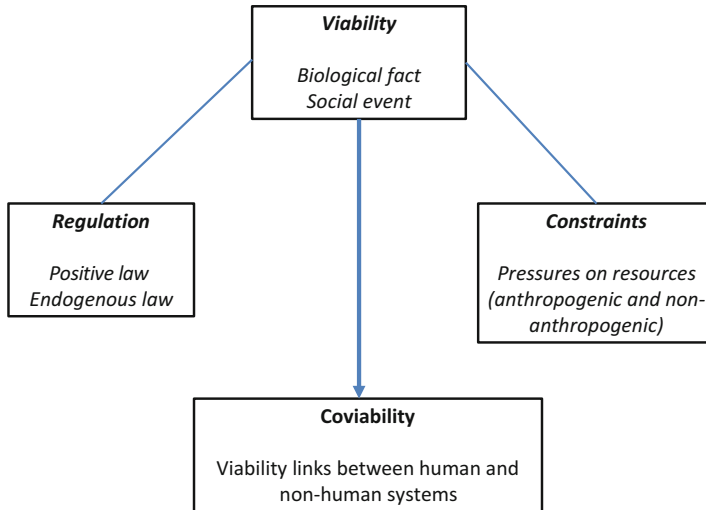 Viability
Biological fact
Social event
Regulation
Positive law
Endogenous law
Constraints
Pressures on resources
(anthropogenic and non-
anthropogenic)
Coviability
Viability links between human and
non-human systems